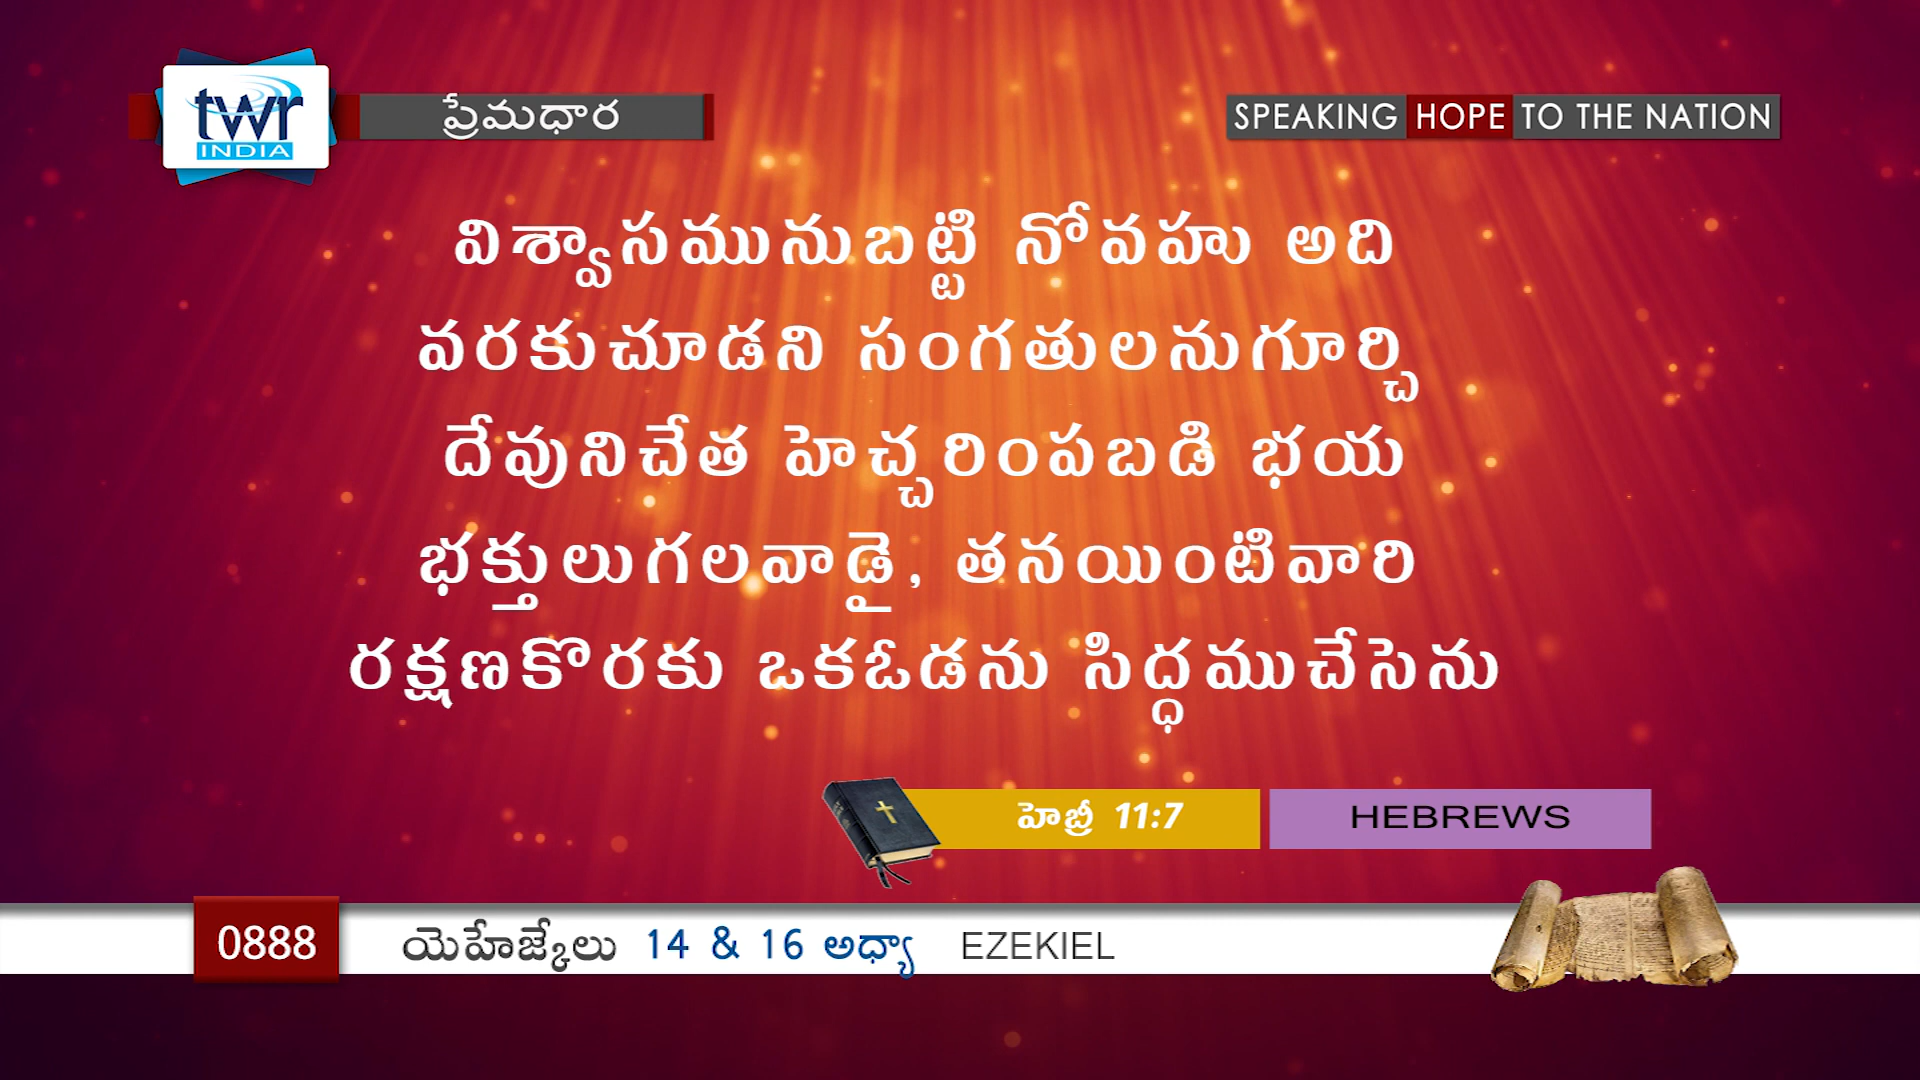 twr
INDIA
ప్రేమధార
SPEAKING HOPE TO THE NATION
విశ్వాసమునుబట్టి నోవహు అది
వరకుచూడని సంగతులనుగూర్చి
దేవునిచేత హెచ్చరింపబడి భయ
భక్తులుగలవాడై, తనయింటివారి
రక్షణకొరకు ఒకఓడను సిద్ధముచేసెను
హెబ్రీ 11:7
HEBREWS
0888 యెహేజ్కేలు 14 & 16 అధ్యా EZEKIEL